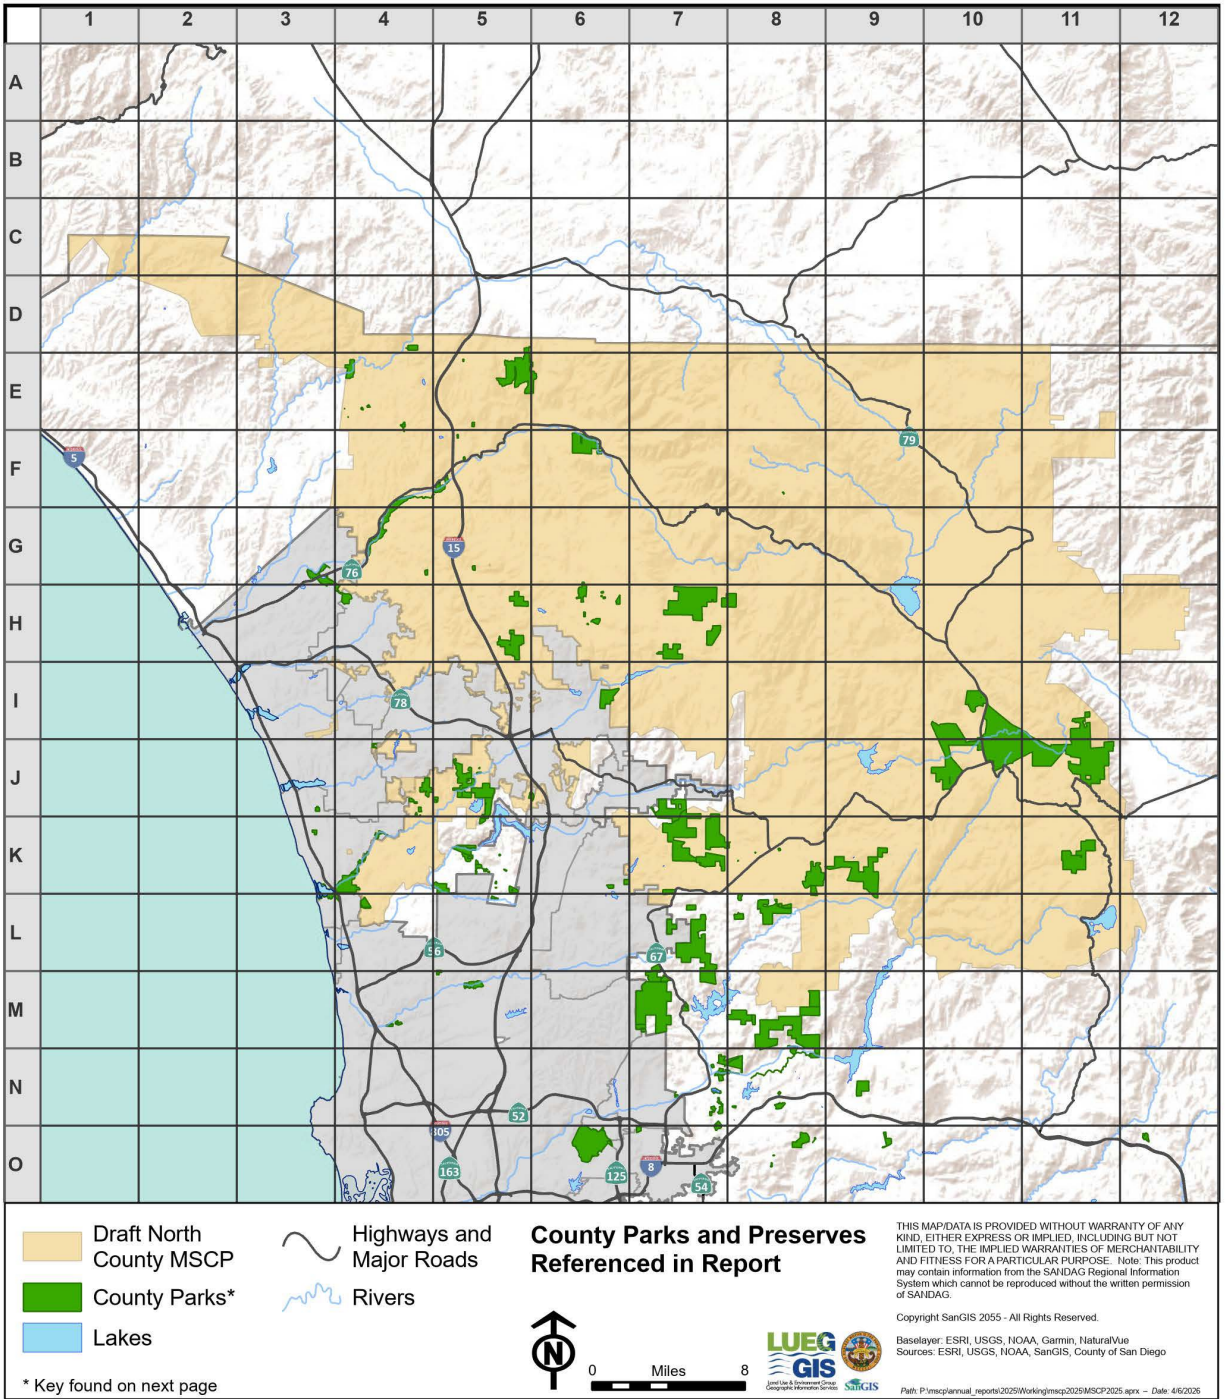 1 2 3 4 5 6 7 8 9 10 11 12
A
B
C
D
E
F
G
H
I
J
K
L
M
N
O
79
5
15
76
78
56
67
52
805
163
125
8
54
Draft North
County MSCP
County Parks*
Lakes
* Key found on next page
Highways and
Major Roads
Rivers
County Parks and Preserves
Referenced in Report
N
0 Miles 8
LUEG
GIS
Land Use & Environment Group
Geographic Information Services
SanGIS
THIS MAP/DATA IS PROVIDED WITHOUT WARRANTY OF ANY
KIND, EITHER EXPRESS OR IMPLIED, INCLUDING BUT NOT
LIMITED TO, THE IMPLIED WARRANTIES OF MERCHANTABILITY
AND FITNESS FOR A PARTICULAR PURPOSE. Note: This product
may contain information from the SANDAG Regional Information
System which cannot be reproduced without the written permission
of SANDAG.
Copyright SanGIS 2055 - All Rights Reserved.
Baselayer: ESRI, USGS, NOAA, Garmin, NaturalVue
Sources: ESRI, USGS, NOAA, SanGIS, County of San Diego
Path: P:\mscp\annual_reports\2025\Working\mscp2025\MSCP2025.aprx – Date: 4/6/2026